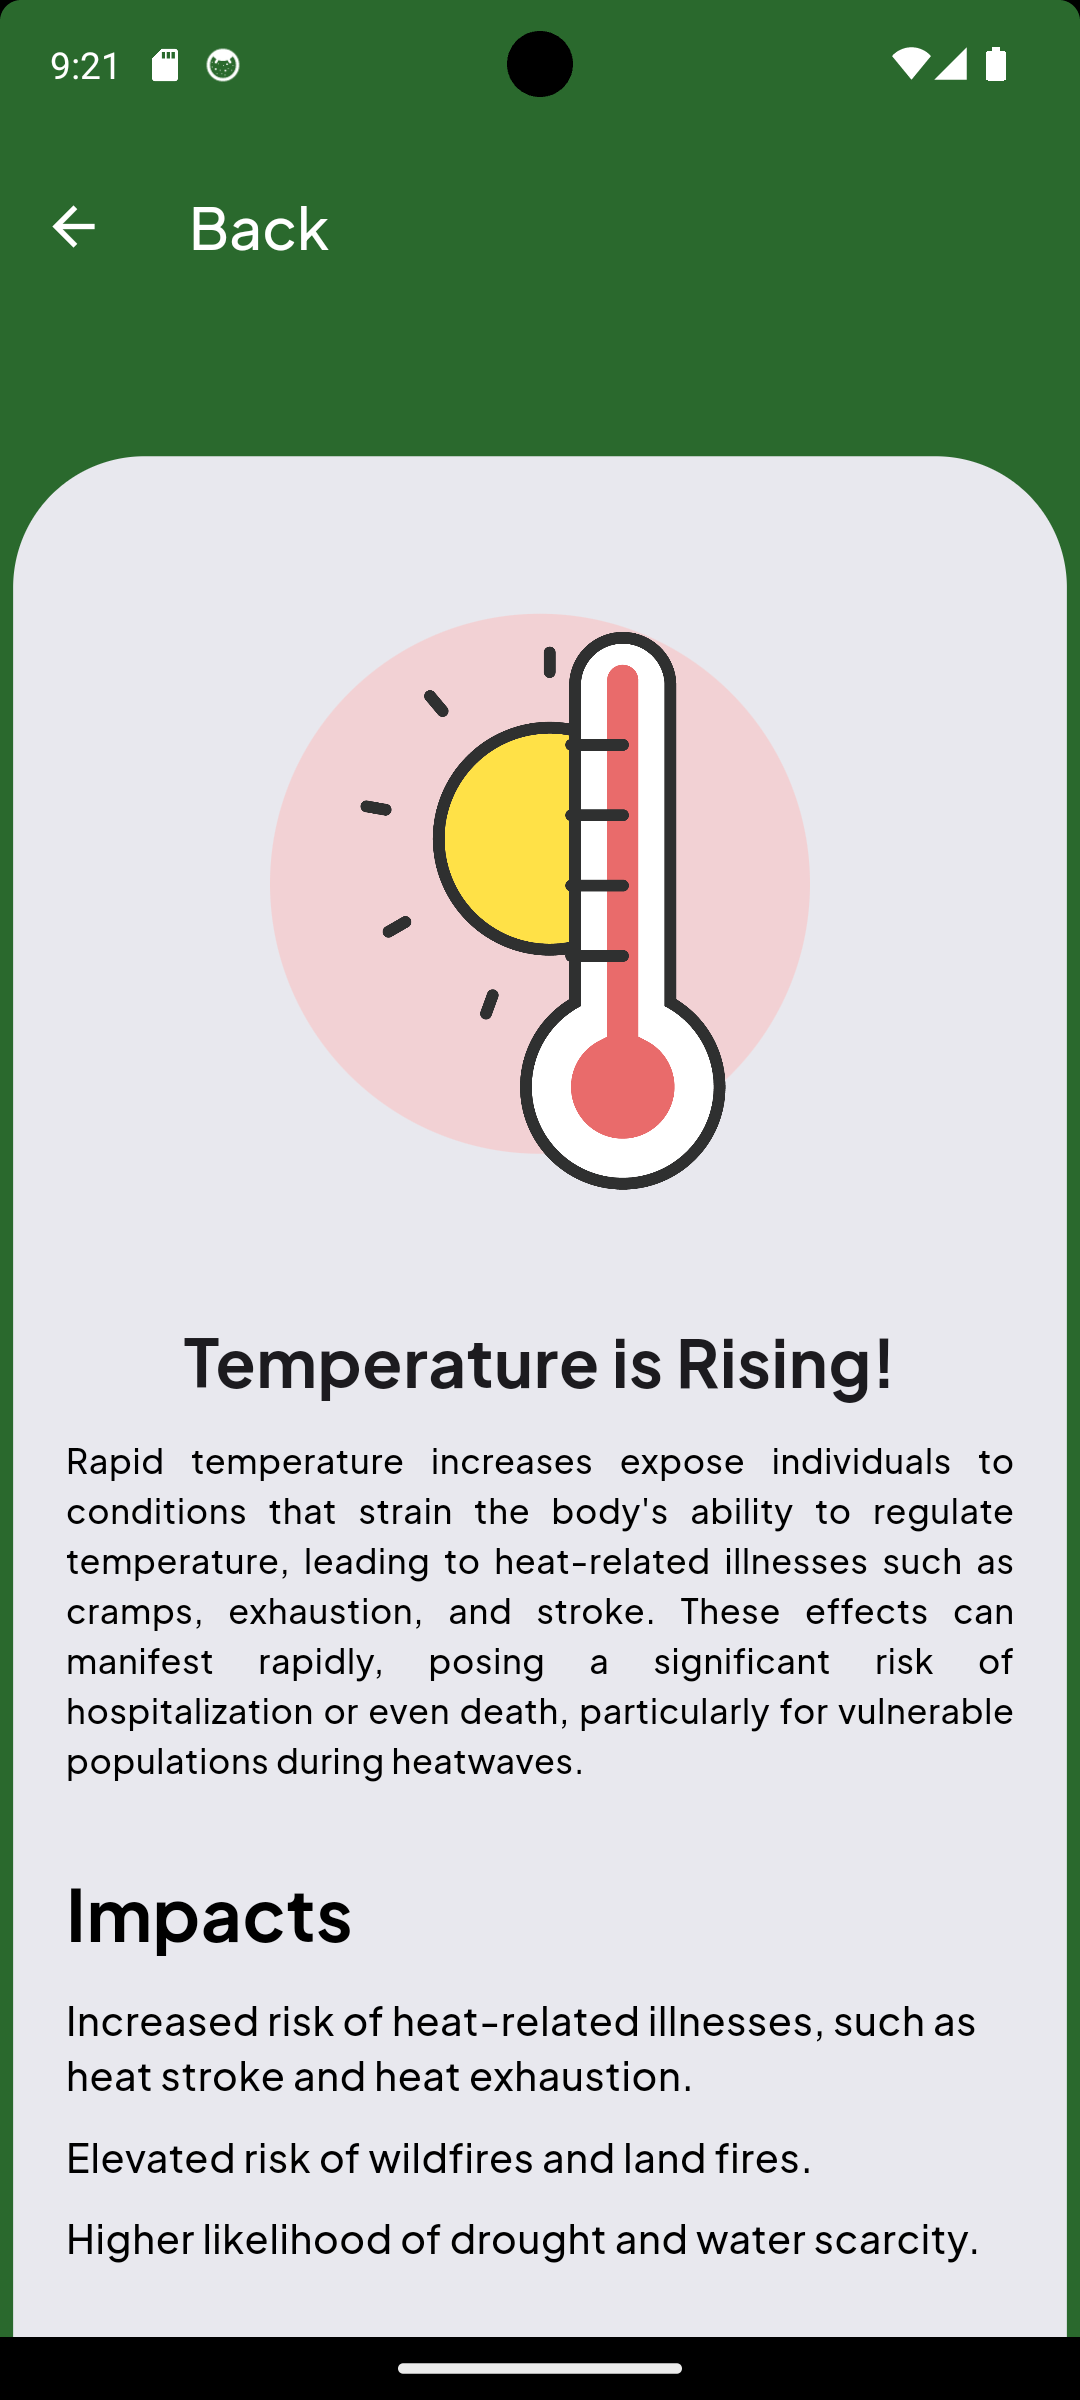 9:21
Back
Temperature is Rising!
Rapid temperature increases expose individuals to
conditions that strain the body's ability to regulate
temperature, leading to heat-related illnesses such as
cramps, exhaustion, and stroke. These effects can
manifest rapidly, posing a significant risk of
hospitalization or even death, particularly for vulnerable
populations during heatwaves.
Impacts
Increased risk of heat-related illnesses, such as
heat stroke and heat exhaustion.
Elevated risk of wildfires and land fires.
Higher likelihood of drought and water scarcity.